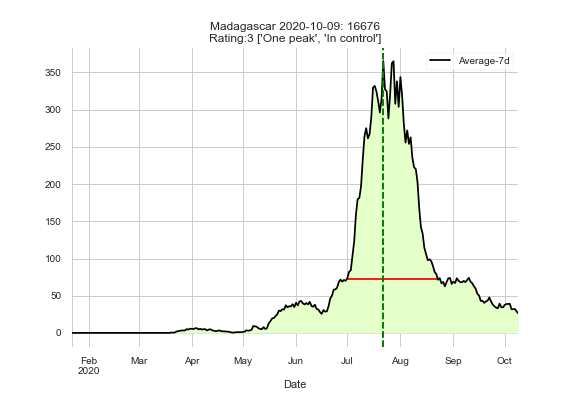 Madagascar 2020-10-09: 16676
Rating:3 ['One peak', 'In control']
Average-7d
350
300
250
200
150
100
50
0
Feb Mar Apr May Jun Jul Aug Sep Oct
2020
Date